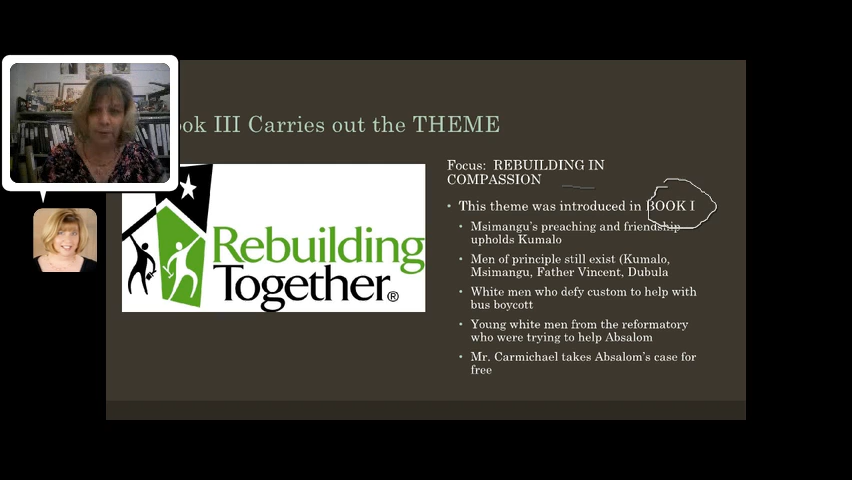 ok III Carries out the THEME
Focus: REBUILDING IN
COMPASSION
• This theme was introduced in BOOK I
• Msimangu's preaching and friendship
upholds Kumalo
• Men of principle still exist (Kumalo,
Msimangu, Father Vincent, Dubula
• White men who defy custom to help with
bus boycott
• Young white men from the reformatory
who were trying to help Absalom
• Mr. Carmichael takes Absalom's case for
free
Rebuilding
Together®